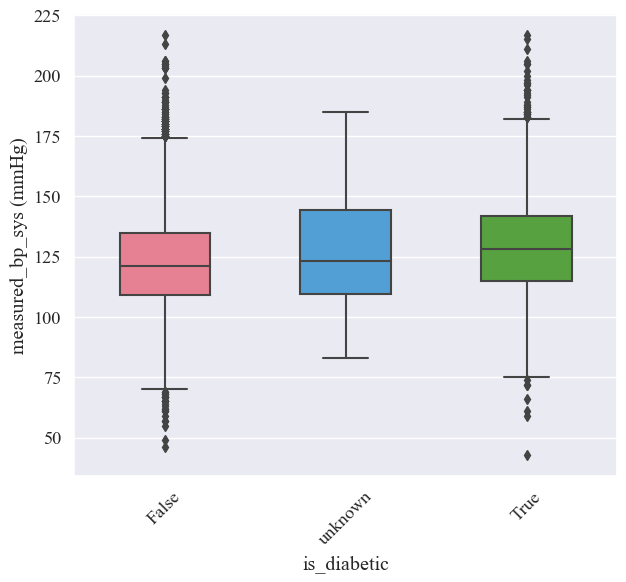 225
200
175
150
125
100
75
50
measured_bp_sys (mmHg)
False
unknown
True
is_diabetic